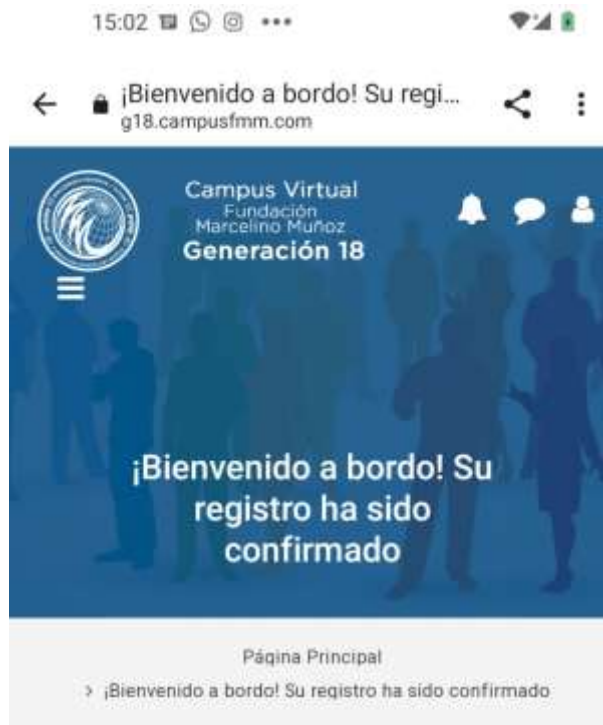 15:02
¡Bienvenido a bordo! Su regi...
g18.campusfmm.com
Campus Virtual
Fundación
Marcelino Muñoz
Generación 18
¡Bienvenido a bordo! Su
registro ha sido
confirmado
Página Principal
> ¡Bienvenido a bordo! Su registro ha sido confirmado